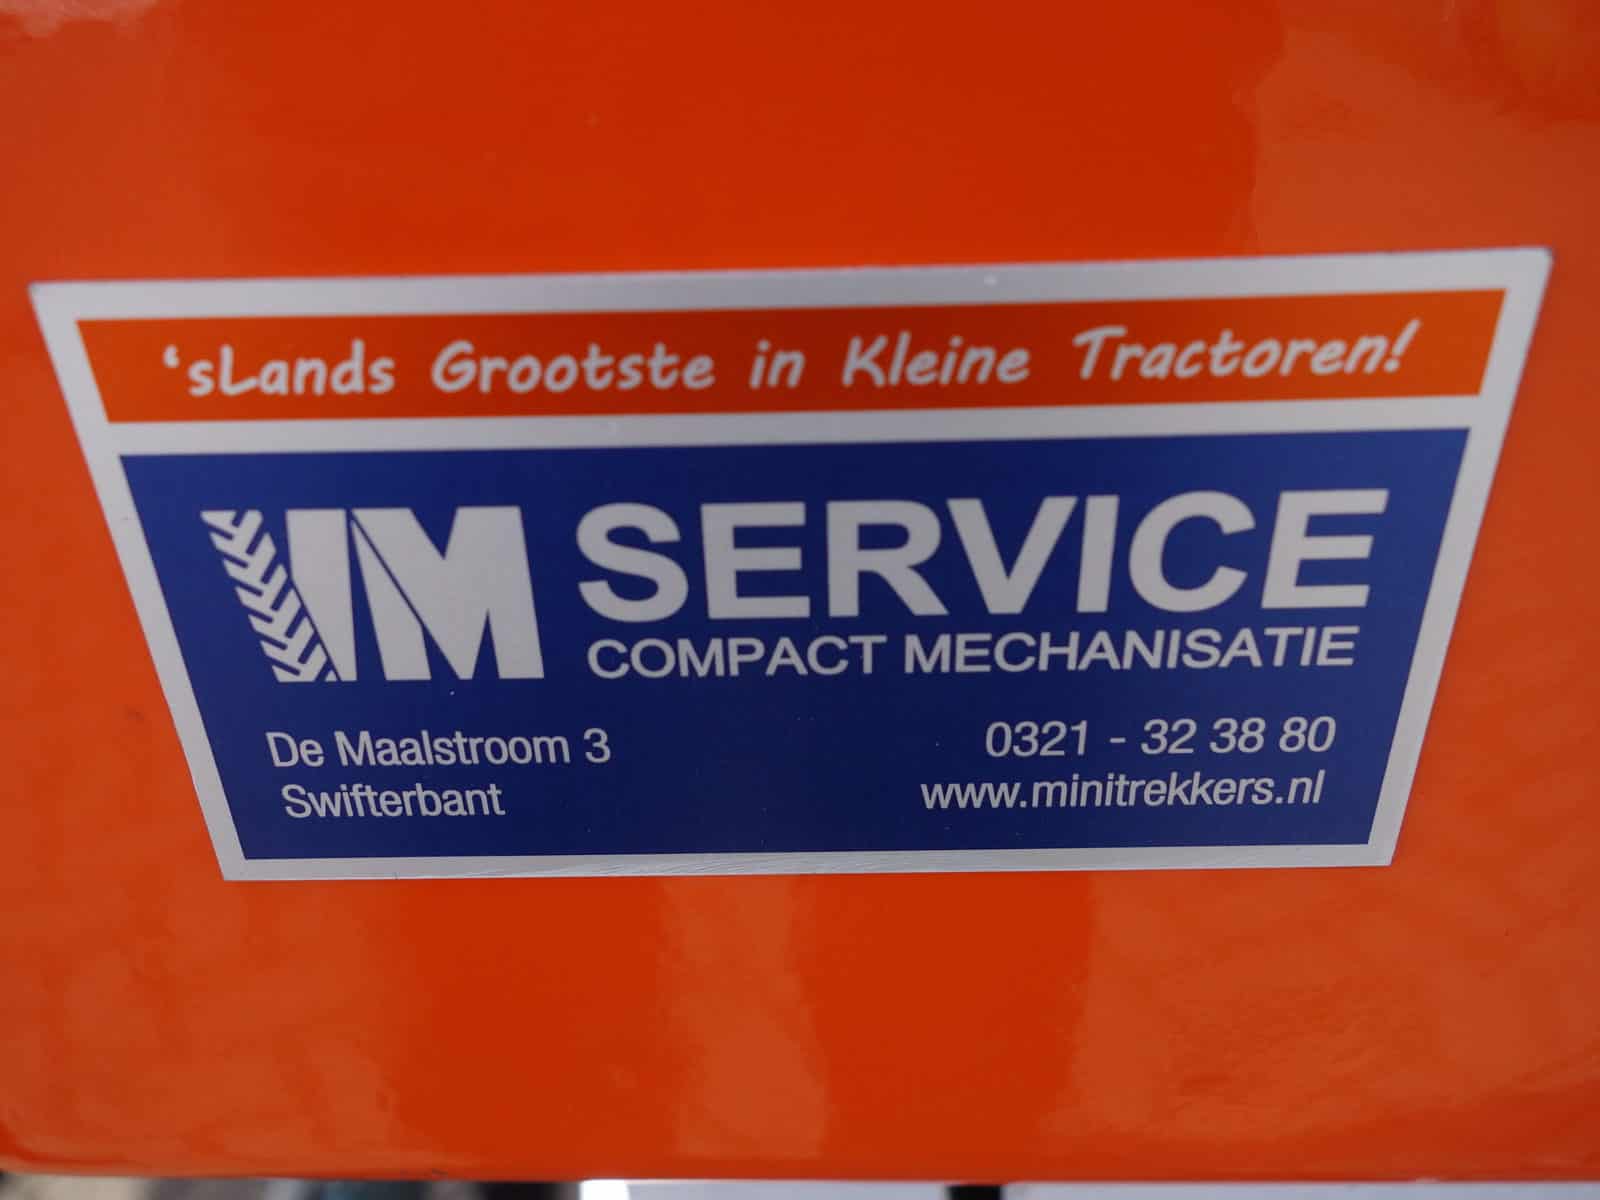 ‘sLands Grootste in Kleine Tractoren!
IM SERVICE
COMPACT MECHANISATIE
De Maalstroom 3
Swifterbant
0321 - 32 38 80
www.minitrekkers.nl